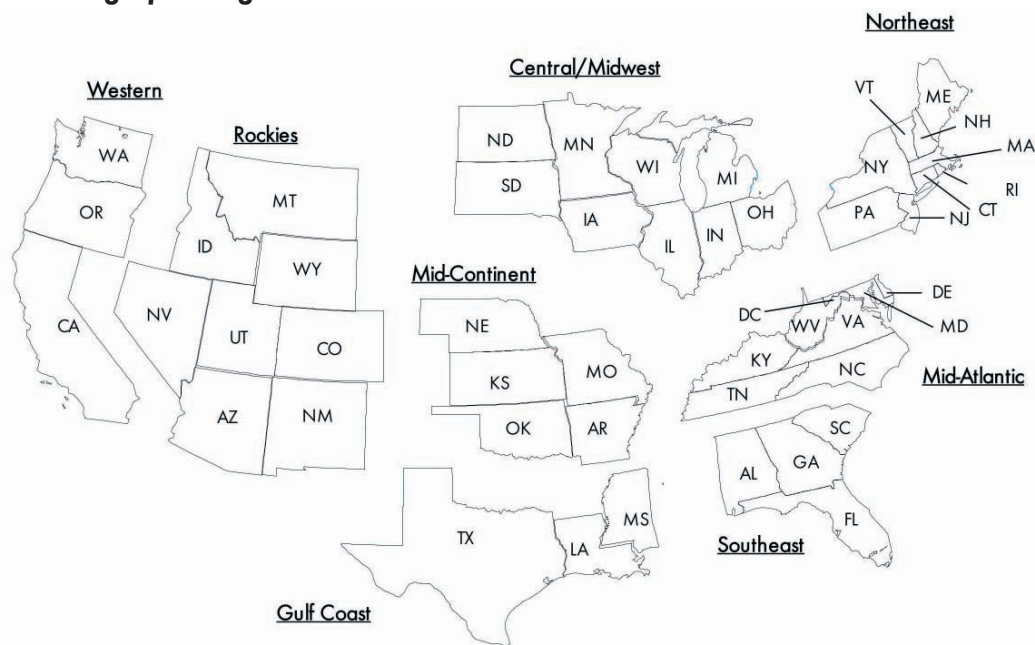 Northeast
Central/Midwest
Western
VT
ME
Rockies
ND
MN
NH
WA
MA
WI
NY
MT
SD
MI
RI
OR
IA
OH
PA
CT
NJ
ID
IL
IN
WY
Mid-Continent
DE
DC
NV
NE
WV
VA
MD
CA
UT
CO
KY
MO
NC
Mid-Atlantic
KS
TN
AZ
NM
OK
AR
SC
GA
AL
MS
FL
TX
LA
Southeast
Gulf Coast